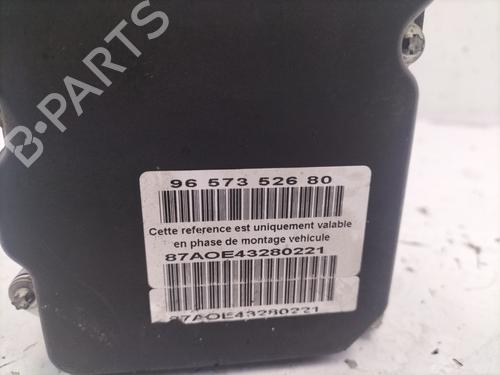 B-PARTS
96 573 526 80
Cette reference est uniquement valable
en phase de montage vehicule
87AOE43280221
87AOE43280221